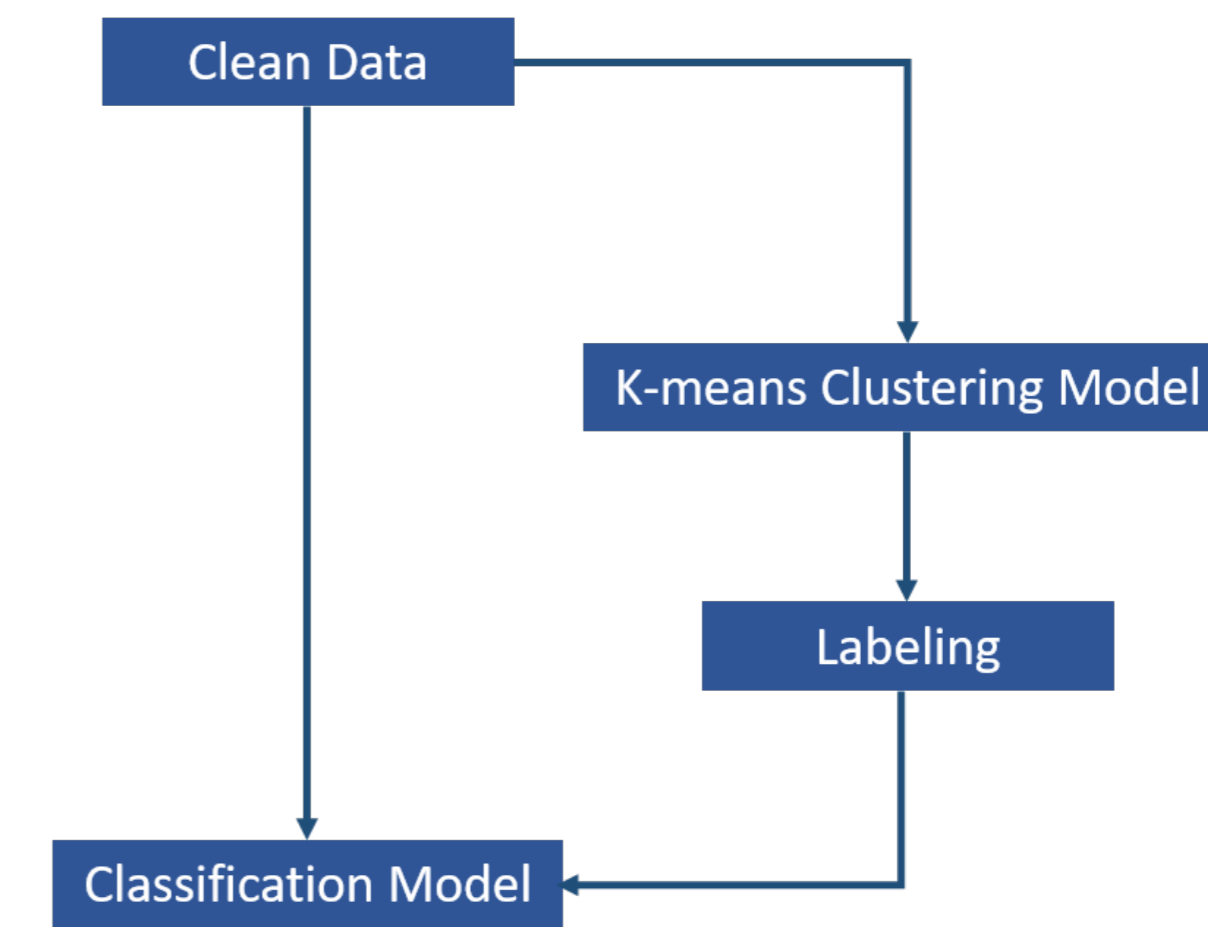 Clean Data
K-means Clustering Model
Labeling
Classification Model